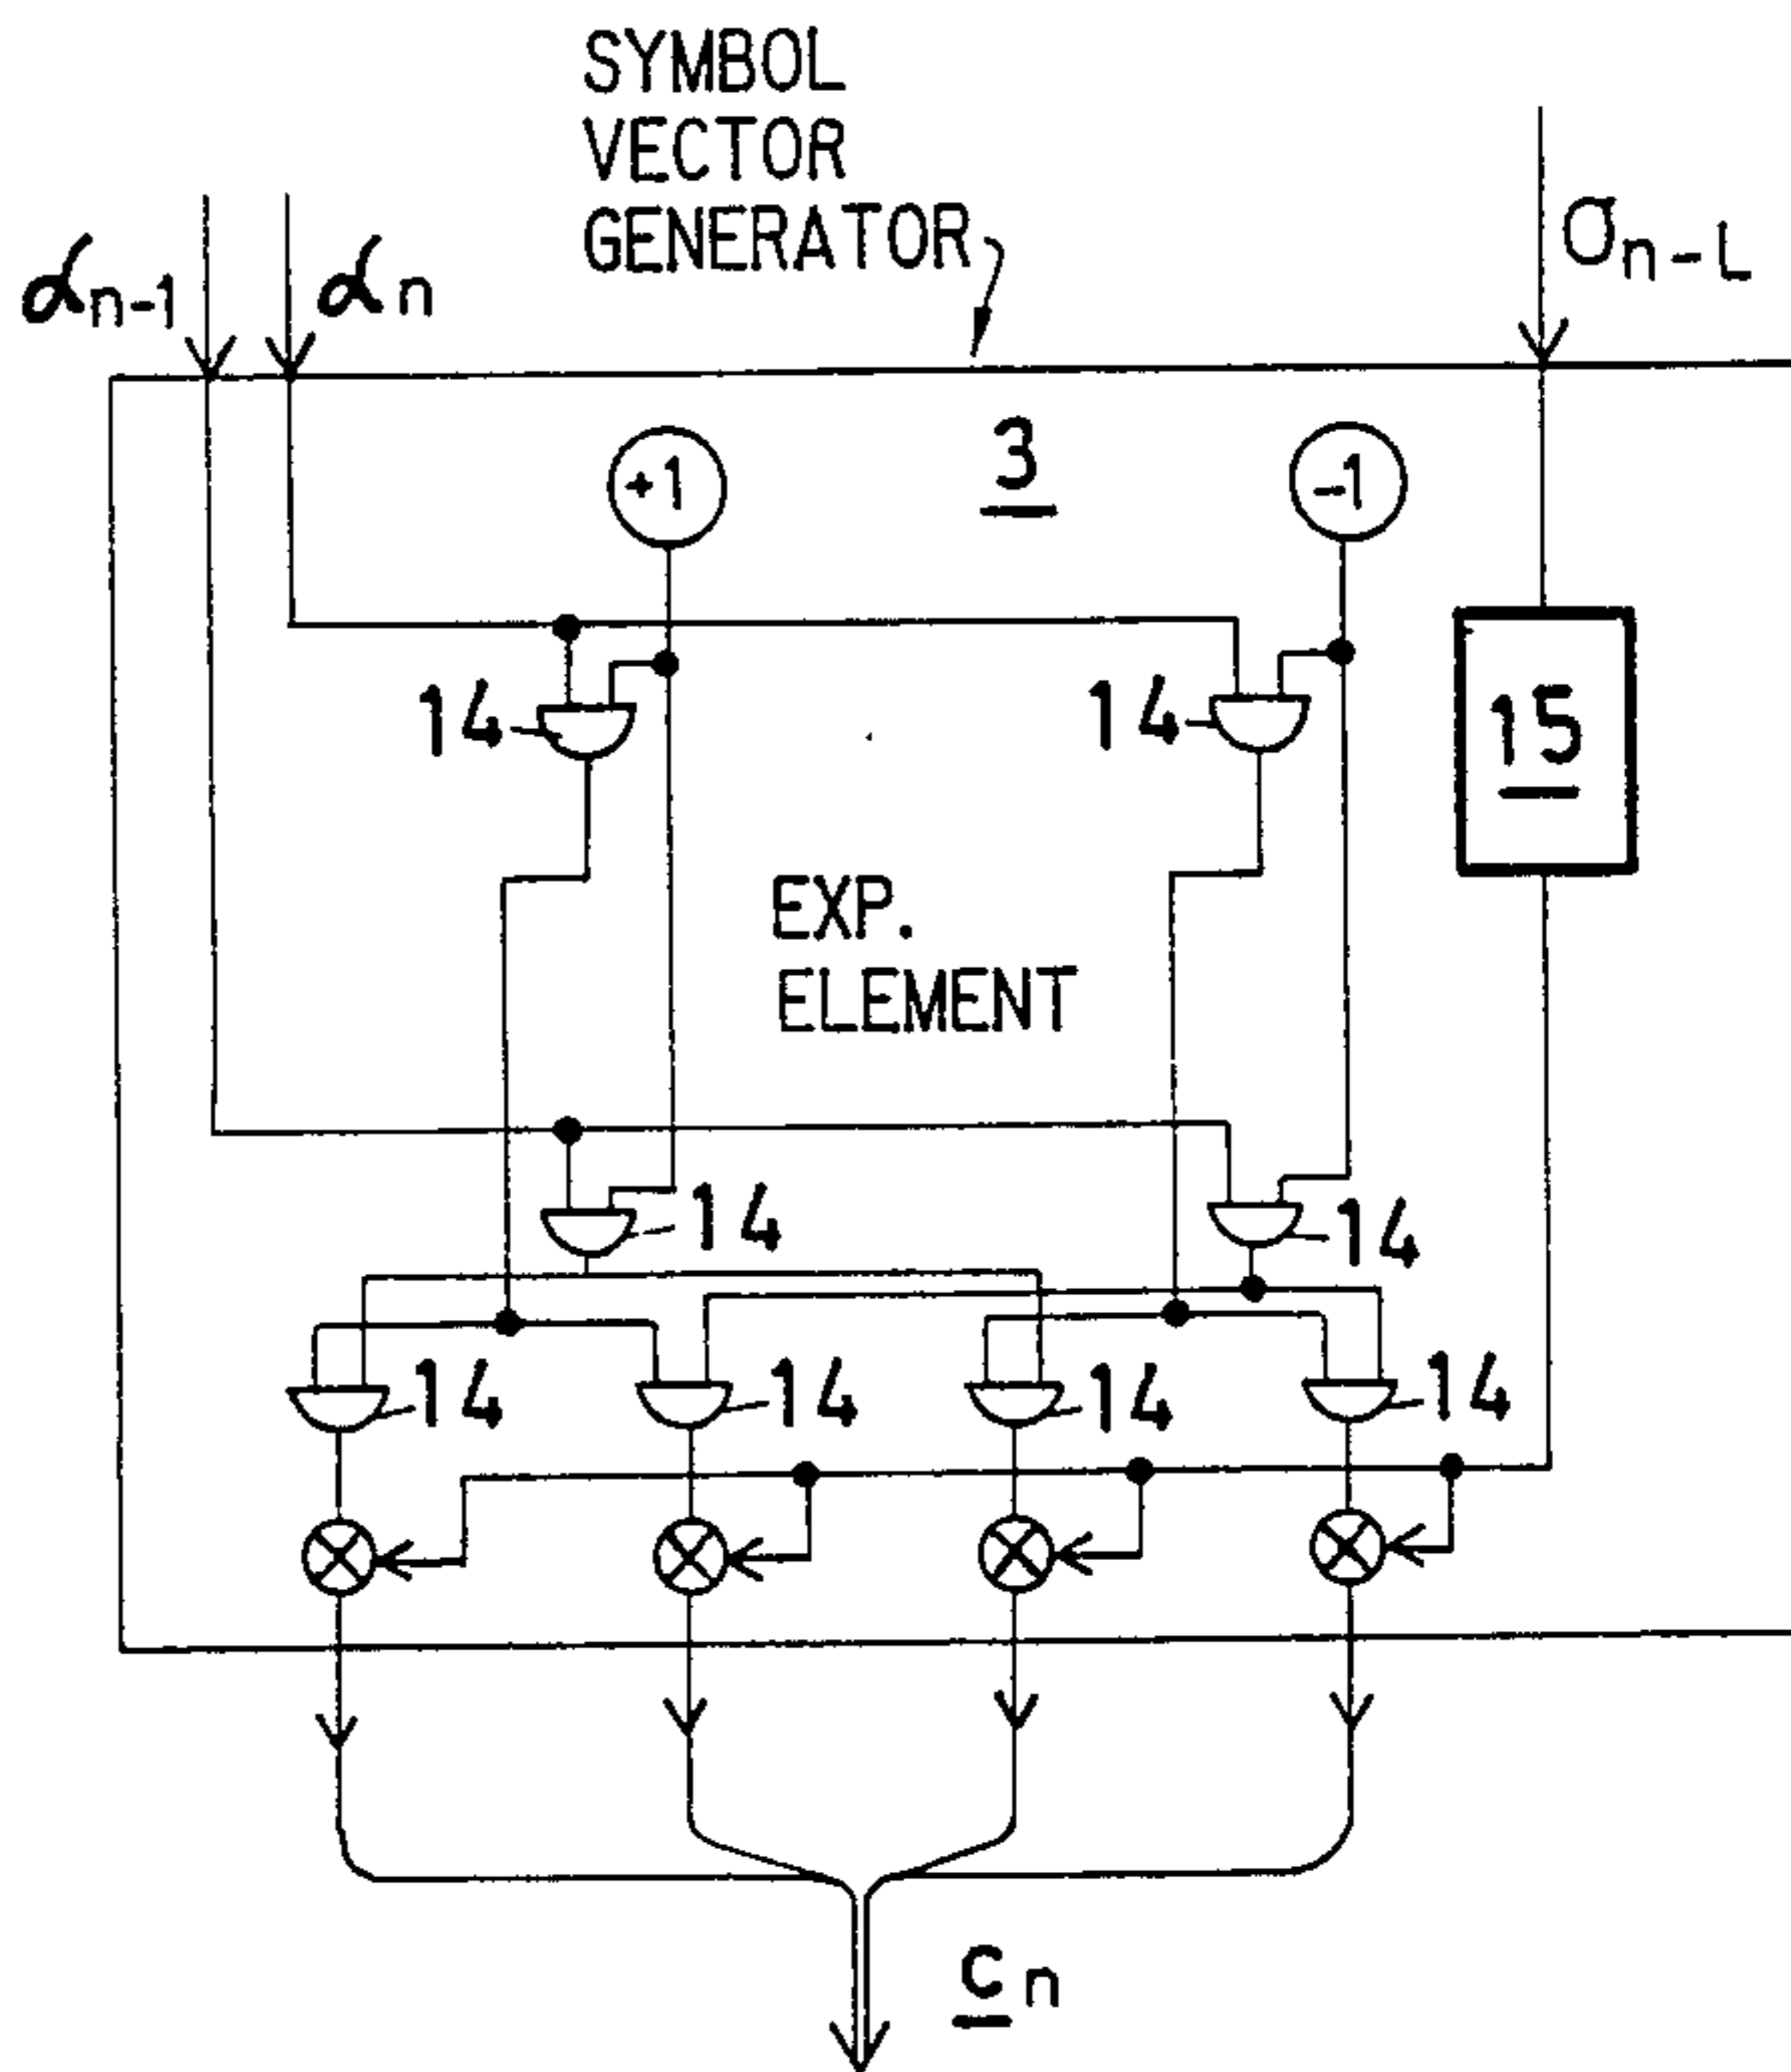 SYMBOL
VECTOR
GENERATOR
αn-1
αn
σn-L
+1
3
-1
14
14
15
EXP.
ELEMENT
14
14
14
14
14
14
cn